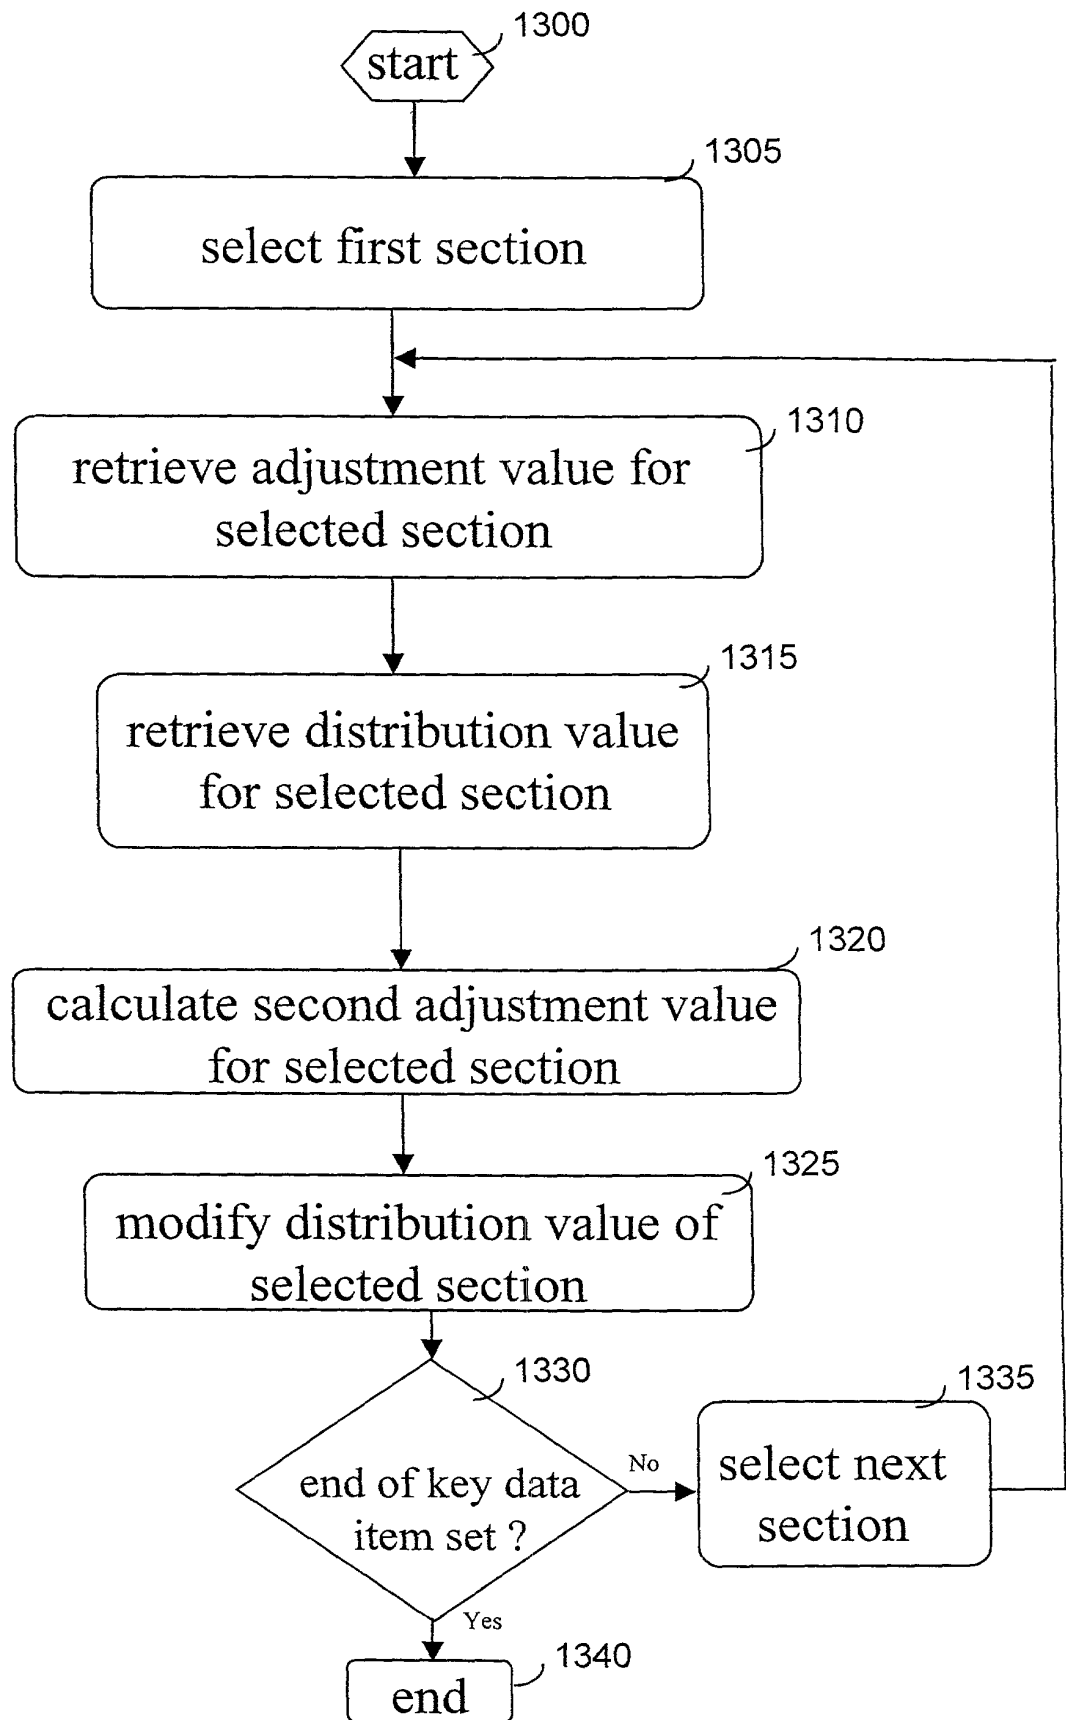 1300
start
1305
select first section
1310
retrieve adjustment value for
selected section
1315
retrieve distribution value
for selected section
1320
calculate second adjustment value
for selected section
1325
modify distribution value of
selected section
1330
end of key data
item set ?
No
1335
select next
section
Yes
1340
end